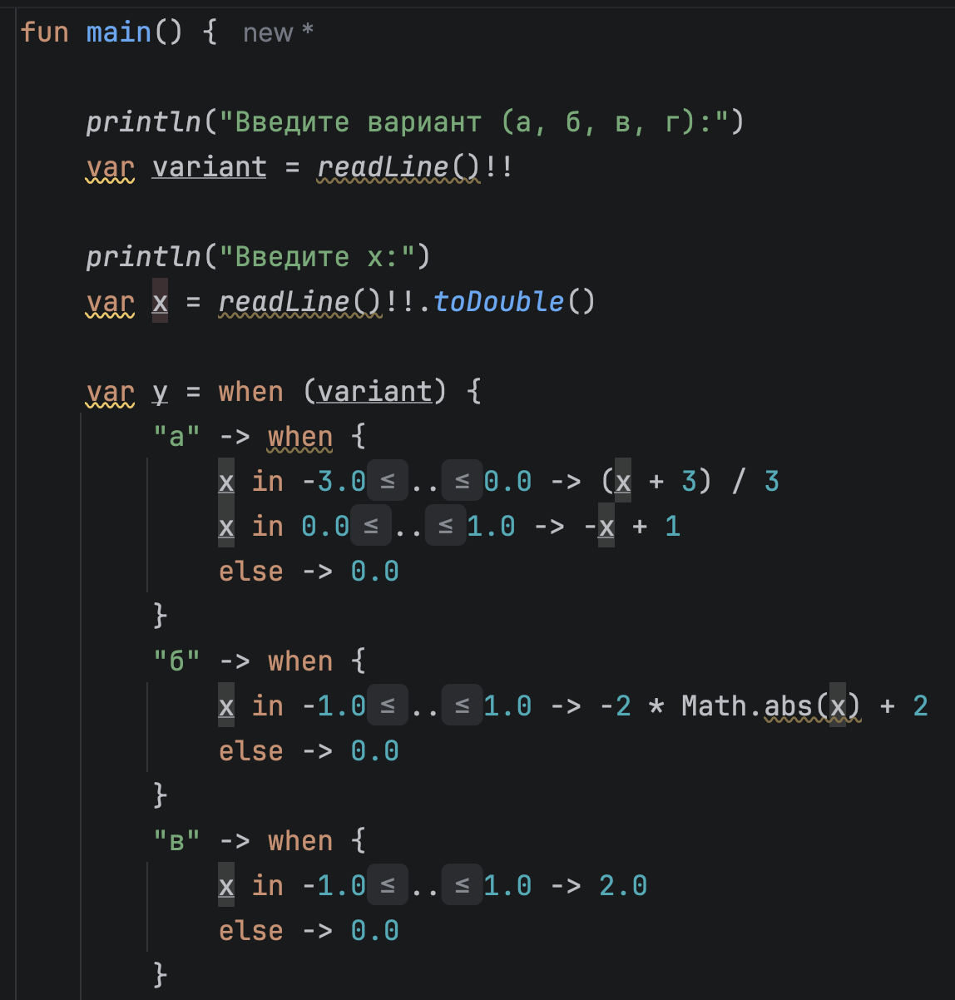 fun main() { new *
println("Введите вариант (а, б, в, г):")
var variant = readLine()!!
println("Введите x:")
var x = readLine()!!.toDouble()
var y = when (variant) {
"а" -> when {
x in -3.0 ≤ .. ≤ 0.0 -> (x + 3) / 3
x in 0.0 ≤ .. ≤ 1.0 -> -x + 1
else -> 0.0
}
"б" -> when {
x in -1.0 ≤ .. ≤ 1.0 -> -2 * Math.abs(x) + 2
else -> 0.0
}
"в" -> when {
x in -1.0 ≤ .. ≤ 1.0 -> 2.0
else -> 0.0
}